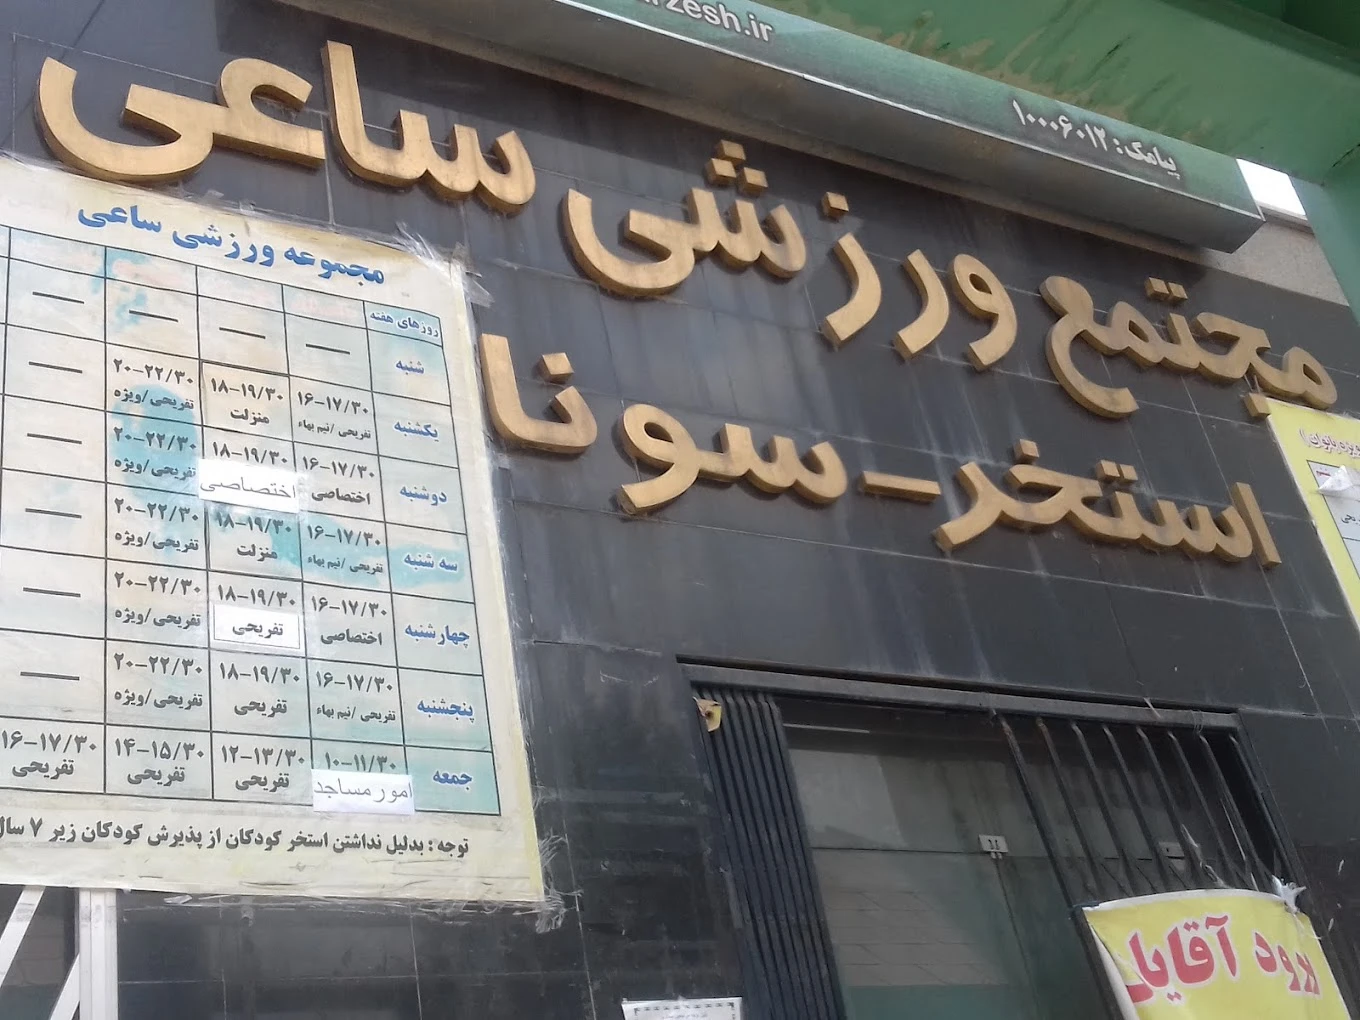 پیامک : ۱۰۰۰۶۰۱۲
مجتمع ورزشی ساعی
استخر - سونا
مجموعه ورزشی ساعی
روزهای هفته
شنبه — — — —
یکشنبه ۱۶-۱۷/۳۰ تفریحی/نیم بهاء ۱۸-۱۹/۳۰ منزلت ۲۰-۲۲/۳۰ تفریحی/ویژه —
دوشنبه ۱۶-۱۷/۳۰ اختصاصی ۱۸-۱۹/۳۰ اختصاصی ۲۰-۲۲/۳۰ تفریحی/ویژه —
سه شنبه ۱۶-۱۷/۳۰ تفریحی/نیم بهاء ۱۸-۱۹/۳۰ منزلت ۲۰-۲۲/۳۰ تفریحی/ویژه —
چهارشنبه ۱۶-۱۷/۳۰ اختصاصی ۱۸-۱۹/۳۰ تفریحی ۲۰-۲۲/۳۰ تفریحی/ویژه —
پنجشنبه ۱۶-۱۷/۳۰ تفریحی/نیم بهاء ۱۸-۱۹/۳۰ تفریحی ۲۰-۲۲/۳۰ تفریحی/ویژه —
جمعه ۱۰-۱۱/۳۰ امور مساجد ۱۲-۱۳/۳۰ تفریحی ۱۴-۱۵/۳۰ تفریحی ۱۶-۱۷/۳۰ تفریحی
توجه : بدلیل نداشتن استخر کودکان از پذیرش کودکان زیر ۷ سال
ورود آقایان